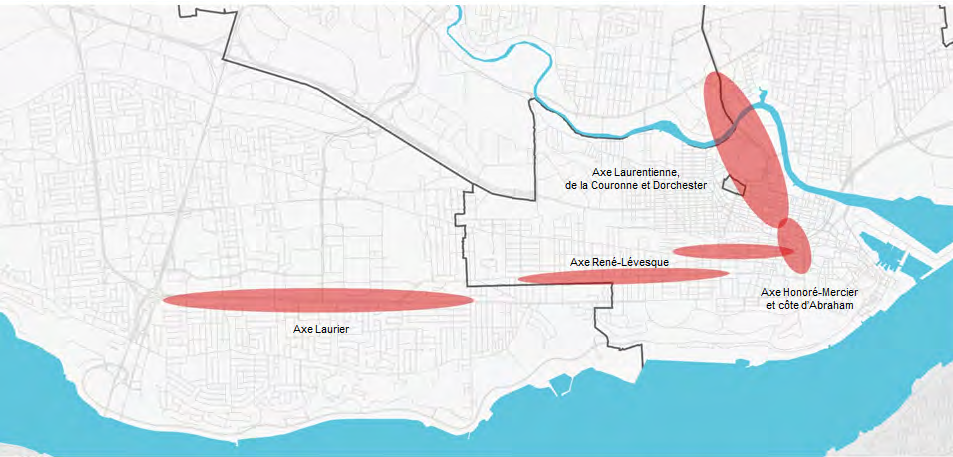 Axe Laurentienne,
de la Couronne et Dorchester
Axe René-Lévesque
Axe Honoré-Mercier
et côte d'Abraham
Axe Laurier